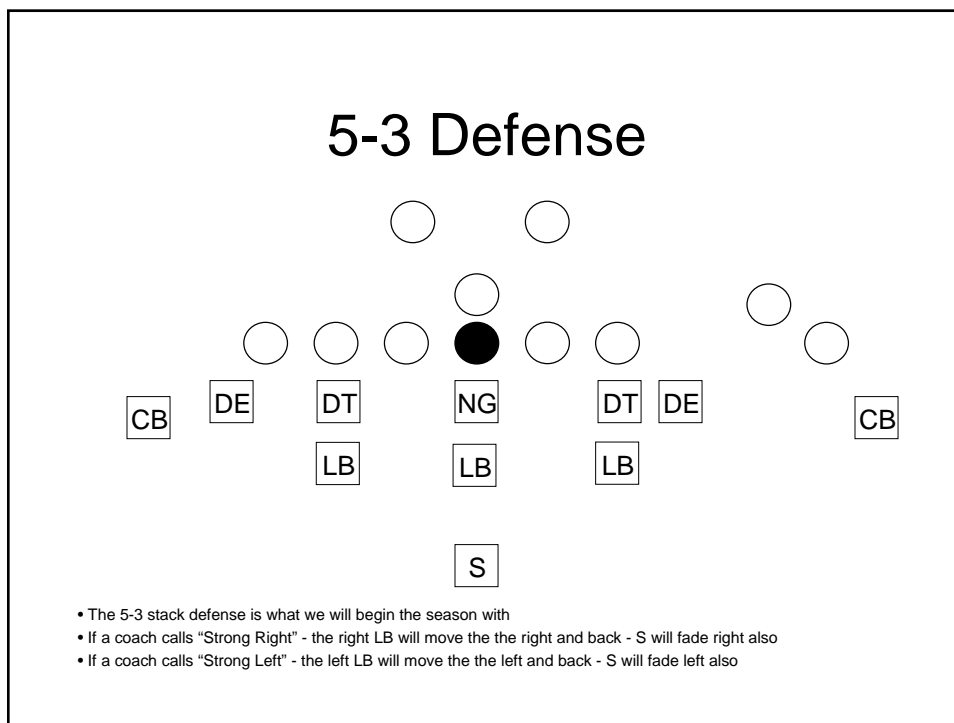 5-3 Defense
CB DE DT NG DT DE CB
LB LB LB
S
• The 5-3 stack defense is what we will begin the season with
• If a coach calls “Strong Right” - the right LB will move the the right and back - S will fade right also
• If a coach calls “Strong Left” - the left LB will move the the left and back - S will fade left also